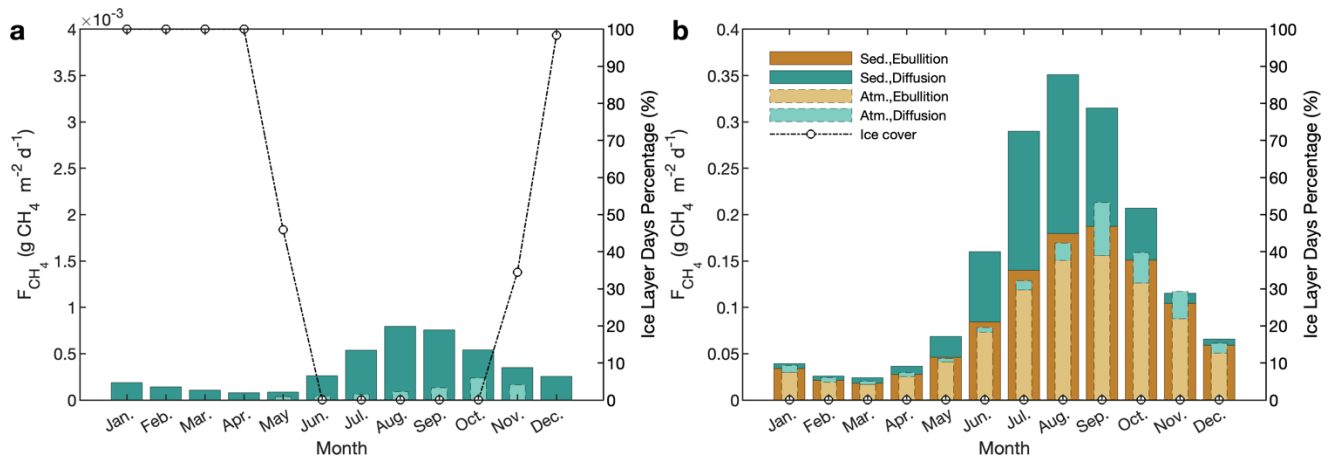 a
×10⁻³
4
3.5
3
2.5
2
1.5
1
0.5
0
F_CH₄ (g CH₄ m⁻² d⁻¹)
100
90
80
70
60
50
40
30
20
10
0
Ice Layer Days Percentage (%)
Jan. Feb. Mar. Apr. May Jun. Jul. Aug. Sep. Oct. Nov. Dec.
Month
b
0.4
0.35
0.3
0.25
0.2
0.15
0.1
0.05
0
F_CH₄ (g CH₄ m⁻² d⁻¹)
Sed.,Ebullition
Sed.,Diffusion
Atm.,Ebullition
Atm.,Diffusion
Ice cover
100
90
80
70
60
50
40
30
20
10
0
Ice Layer Days Percentage (%)
Jan. Feb. Mar. Apr. May Jun. Jul. Aug. Sep. Oct. Nov. Dec.
Month